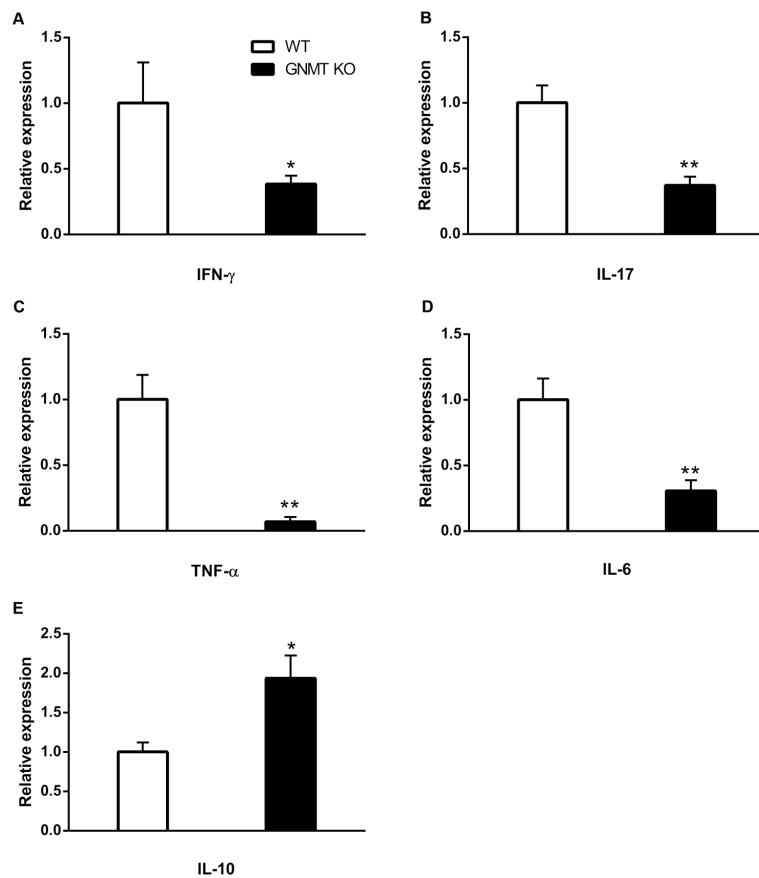 A
Relative expression
1.5
1.0
0.5
0.0
WT
GNMT KO
*
IFN-γ
B
Relative expression
1.5
1.0
0.5
0.0
**
IL-17
C
Relative expression
1.5
1.0
0.5
0.0
**
TNF-α
D
Relative expression
1.5
1.0
0.5
0.0
**
IL-6
E
Relative expression
2.5
2.0
1.5
1.0
0.5
0.0
*
IL-10